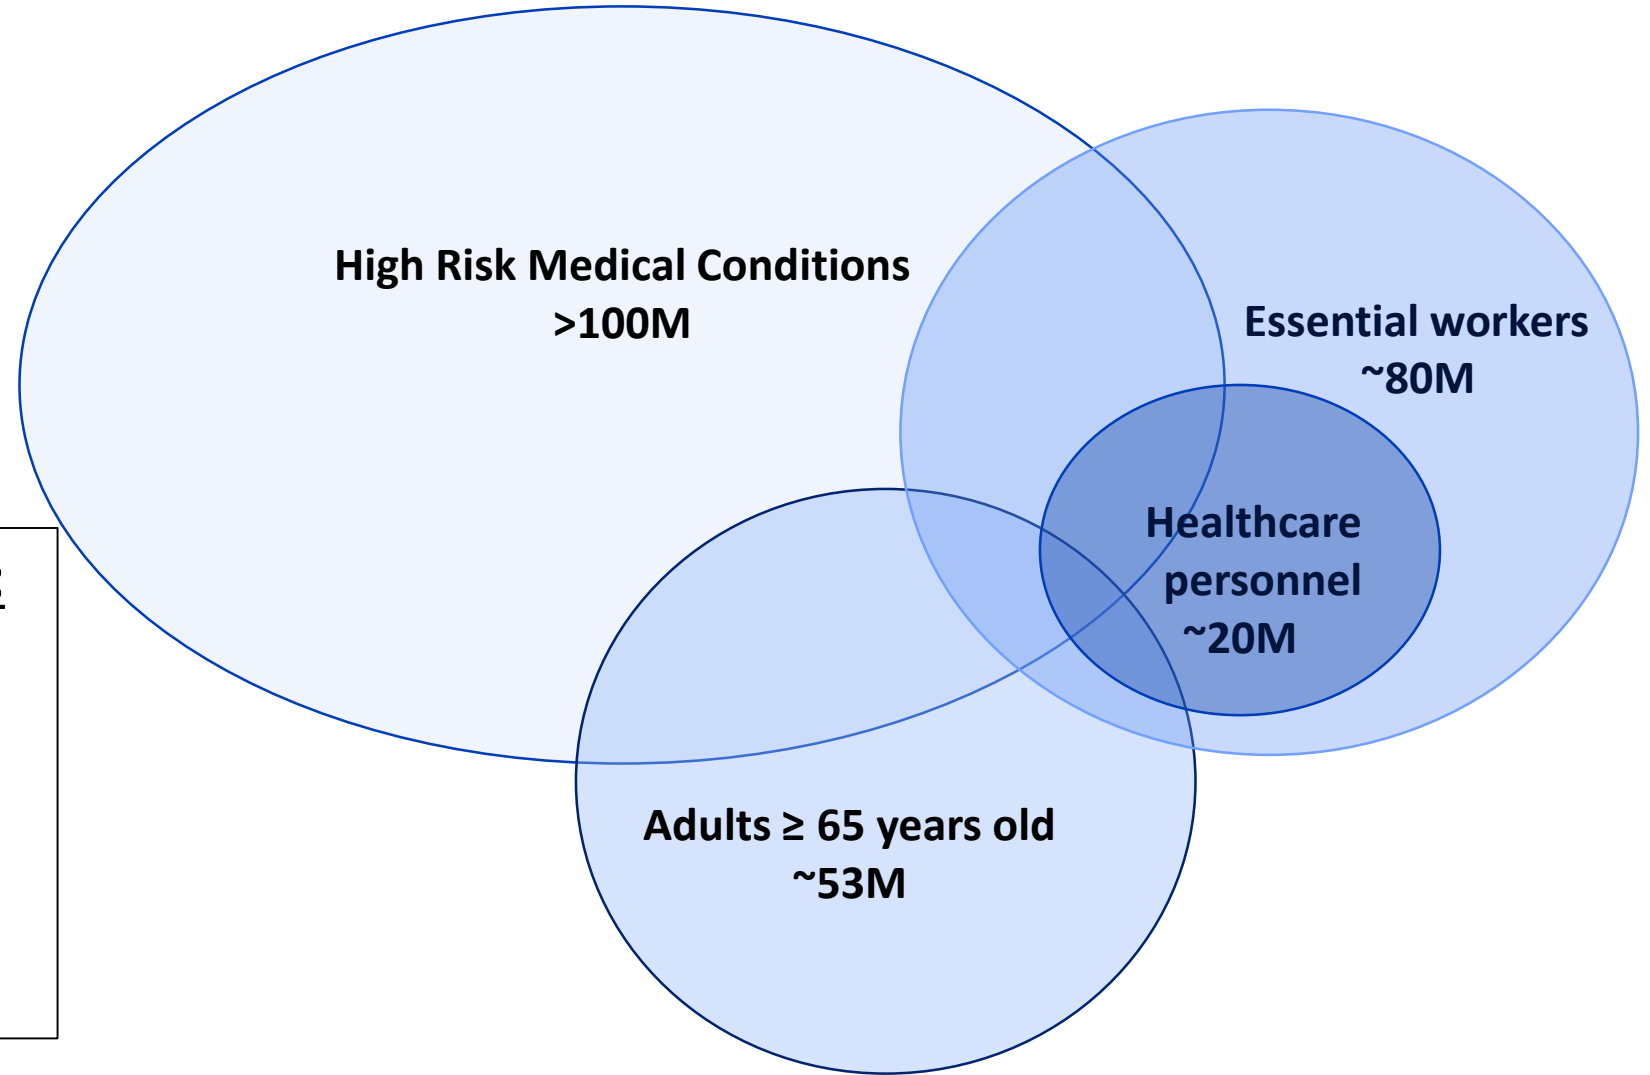 High Risk Medical Conditions
>100M
Essential workers
~80M
Healthcare
personnel
~20M
Adults ≥ 65 years old
~53M